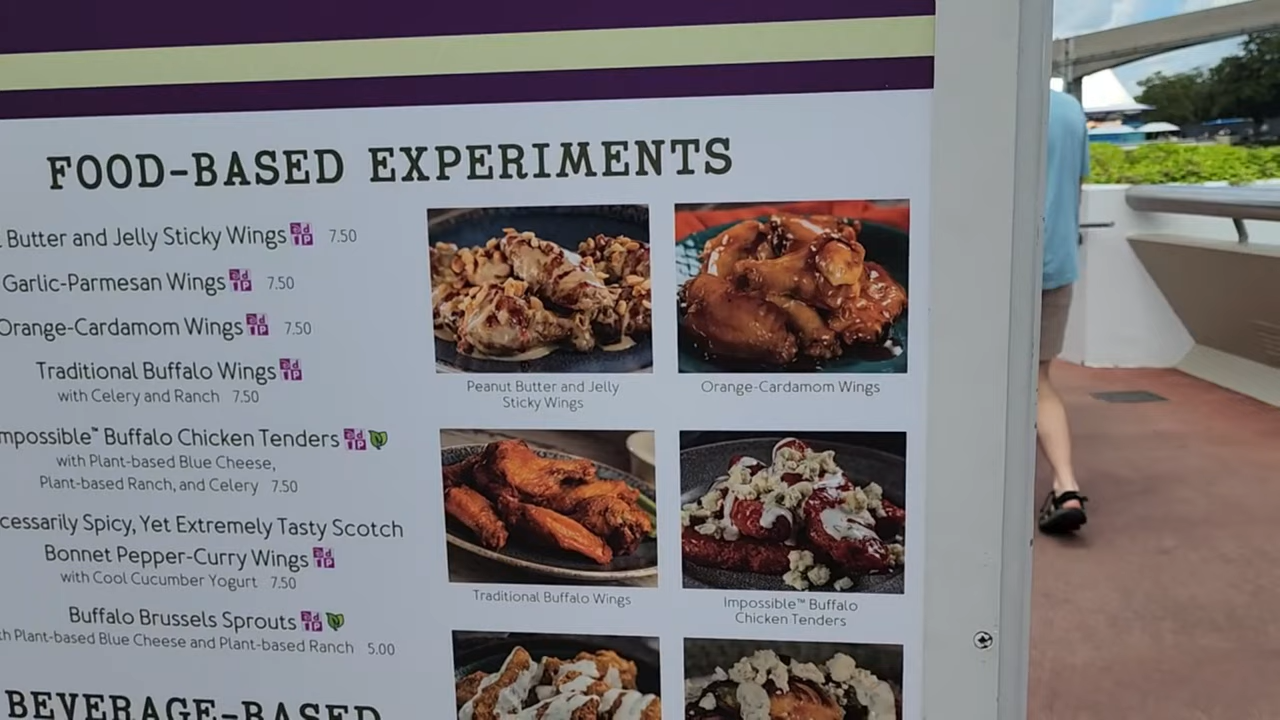 FOOD-BASED EXPERIMENTS
Butter and Jelly Sticky Wings 7.50
Garlic-Parmesan Wings 7.50
Orange-Cardamom Wings 7.50
Traditional Buffalo Wings
with Celery and Ranch 7.50
mpossible™ Buffalo Chicken Tenders
with Plant-based Blue Cheese,
Plant-based Ranch, and Celery 7.50
cessarily Spicy, Yet Extremely Tasty Scotch
Bonnet Pepper-Curry Wings
with Cool Cucumber Yogurt 7.50
Buffalo Brussels Sprouts
th Plant-based Blue Cheese and Plant-based Ranch 5.00
BEVERAGE-BASED
Peanut Butter and Jelly
Sticky Wings
Orange-Cardamom Wings
Traditional Buffalo Wings
Impossible™ Buffalo
Chicken Tenders